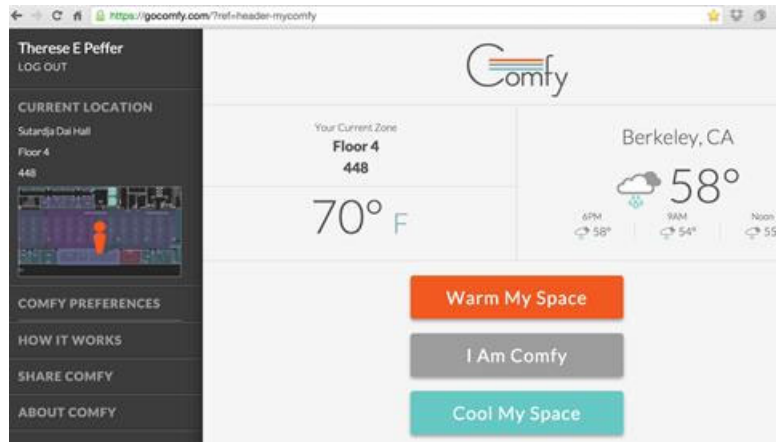 https://gocomfy.com/?ref=header-mycomfy
Therese E Peffer
LOG OUT
CURRENT LOCATION
Sutardja Dai Hall
Floor 4
448
COMFY PREFERENCES
HOW IT WORKS
SHARE COMFY
ABOUT COMFY
Comfy
Your Current Zone
Floor 4
448
70° F
Berkeley, CA
58°
6PM 9AM Noon
58° 54° 55
Warm My Space
I Am Comfy
Cool My Space